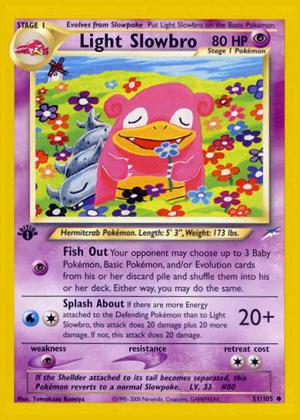 STAGE 1 Evolves from Slowpoke Put Light Slowbro on the Basic Pokémon
Light Slowbro 80 HP
Stage 1 Pokémon
Hermitcrab Pokémon. Length: 5' 3", Weight: 173 lbs.
EDITION
1
Fish Out Your opponent may choose up to 3 Baby
Pokémon, Basic Pokémon, and/or Evolution cards
from his or her discard pile and shuffle them into his
or her deck. Either way, you may do the same.
Splash About If there are more Energy
attached to the Defending Pokémon than to Light
Slowbro, this attack does 20 damage plus 20 more
damage. If not, this attack does 20 damage.
20+
weakness resistance retreat cost
If the Shellder attached to its tail becomes separated, this
Pokémon reverts to a normal Slowpoke. LV. 33 #80
Illus. Tomokazu Komiya ©1995-2000 Nintendo, Creatures, GAMEFREAK. 51/105